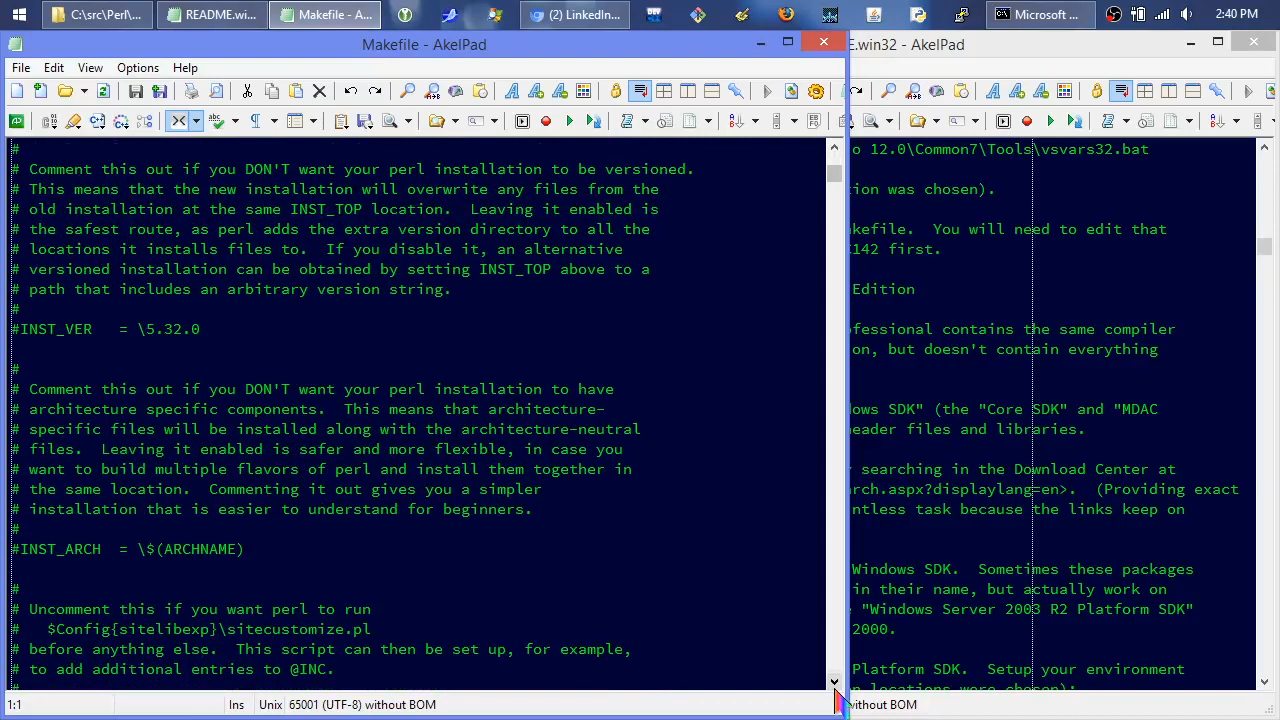 C:\src\Perl\...
README.wi...
Makefile - A...
(2) LinkedIn...
Microsoft ...
2:40 PM
Makefile - AkelPad
E.win32 - AkelPad
File Edit View Options Help
#
# Comment this out if you DON'T want your perl installation to be versioned.
# This means that the new installation will overwrite any files from the
# old installation at the same INST_TOP location.  Leaving it enabled is
# the safest route, as perl adds the extra version directory to all the
# locations it installs files to.  If you disable it, an alternative
# versioned installation can be obtained by setting INST_TOP above to a
# path that includes an arbitrary version string.
#
#INST_VER   = \5.32.0
#
# Comment this out if you DON'T want your perl installation to have
# architecture specific components.  This means that architecture-
# specific files will be installed along with the architecture-neutral
# files.  Leaving it enabled is safer and more flexible, in case you
# want to build multiple flavors of perl and install them together in
# the same location.  Commenting it out gives you a simpler
# installation that is easier to understand for beginners.
#
#INST_ARCH  = \$(ARCHNAME)
#
# Uncomment this if you want perl to run
#   $Config{sitelibexp}\sitecustomize.pl
# before anything else.  This script can then be set up, for example,
# to add additional entries to @INC.
1:1 Ins Unix 65001 (UTF-8) without BOM
o 12.0\Common7\Tools\vsvars32.bat
ion was chosen).
kefile.  You will need to edit that
C142 first.
Edition
ofessional contains the same compiler
on, but doesn't contain everything
dows SDK" (the "Core SDK" and "MDAC
eader files and libraries.
y searching in the Download Center at
arch.aspx?displaylang=en>.  (Providing exact
ntless task because the links keep on
Windows SDK.  Sometimes these packages
in their name, but actually work on
"Windows Server 2003 R2 Platform SDK"
2000.
Platform SDK.  Setup your environment
n locations were chosen):
without BOM